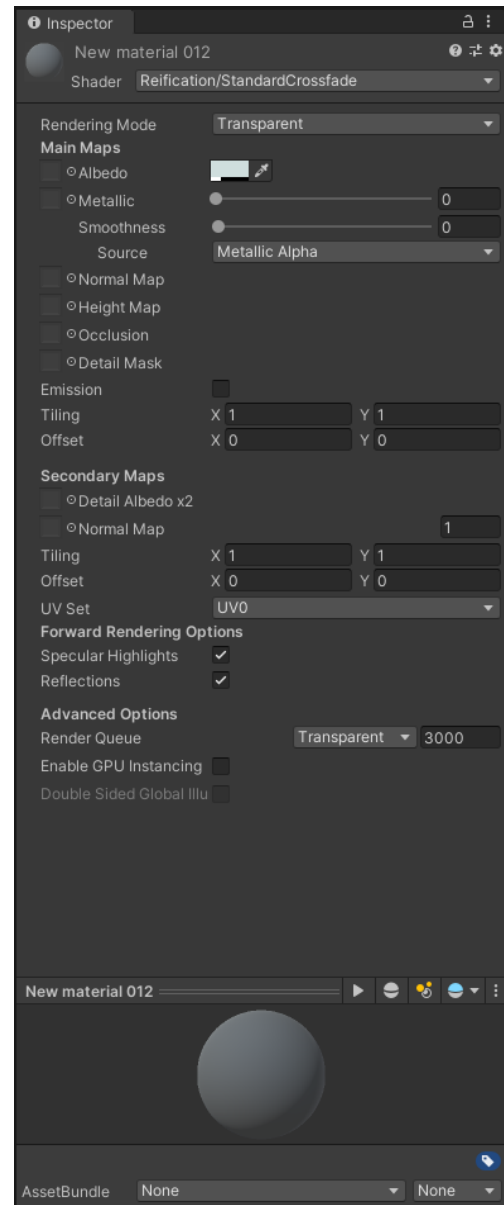 Inspector
New material 012
Shader Reification/StandardCrossfade
Rendering Mode Transparent
Main Maps
Albedo
Metallic 0
Smoothness 0
Source Metallic Alpha
Normal Map
Height Map
Occlusion
Detail Mask
Emission
Tiling X 1 Y 1
Offset X 0 Y 0
Secondary Maps
Detail Albedo x2
Normal Map 1
Tiling X 1 Y 1
Offset X 0 Y 0
UV Set UV0
Forward Rendering Options
Specular Highlights
Reflections
Advanced Options
Render Queue Transparent 3000
Enable GPU Instancing
Double Sided Global Illu
New material 012
AssetBundle None None